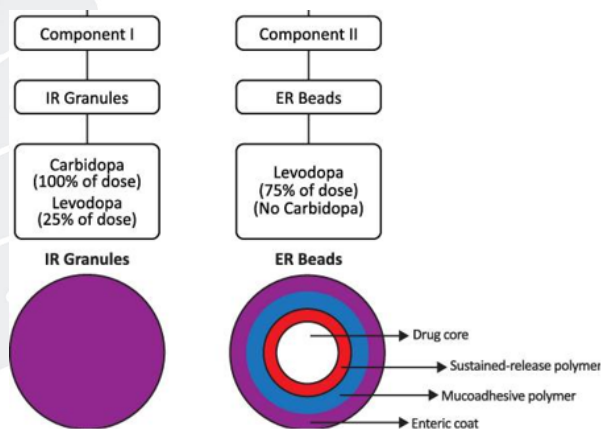 Component I
Component II
IR Granules
ER Beads
Carbidopa
(100% of dose)
Levodopa
(25% of dose)
Levodopa
(75% of dose)
(No Carbidopa)
IR Granules
ER Beads
Drug core
Sustained-release polymer
Mucoadhesive polymer
Enteric coat